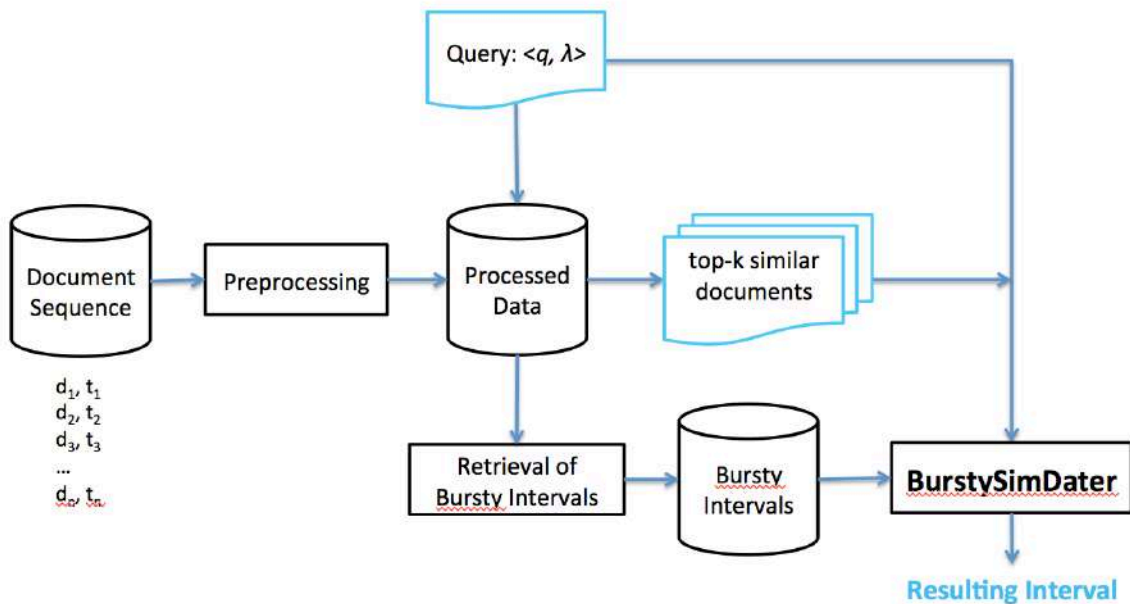 Query: <q, λ>
Document
Sequence
Preprocessing
Processed
Data
top-k similar
documents
d₁, t₁
d₂, t₂
d₃, t₃
...
dₙ, tₙ
Retrieval of
Bursty Intervals
Bursty
Intervals
BurstySimDater
Resulting Interval